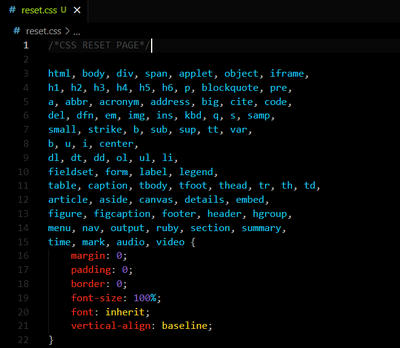 # reset.css U ×
# reset.css > ...
1 /*CSS RESET PAGE*/
2
3 html, body, div, span, applet, object, iframe,
4 h1, h2, h3, h4, h5, h6, p, blockquote, pre,
5 a, abbr, acronym, address, big, cite, code,
6 del, dfn, em, img, ins, kbd, q, s, samp,
7 small, strike, b, sub, sup, tt, var,
8 b, u, i, center,
9 dl, dt, dd, ol, ul, li,
10 fieldset, form, label, legend,
11 table, caption, tbody, tfoot, thead, tr, th, td,
12 article, aside, canvas, details, embed,
13 figure, figcaption, footer, header, hgroup,
14 menu, nav, output, ruby, section, summary,
15 time, mark, audio, video {
16     margin: 0;
17     padding: 0;
18     border: 0;
19     font-size: 100%;
20     font: inherit;
21     vertical-align: baseline;
22 }